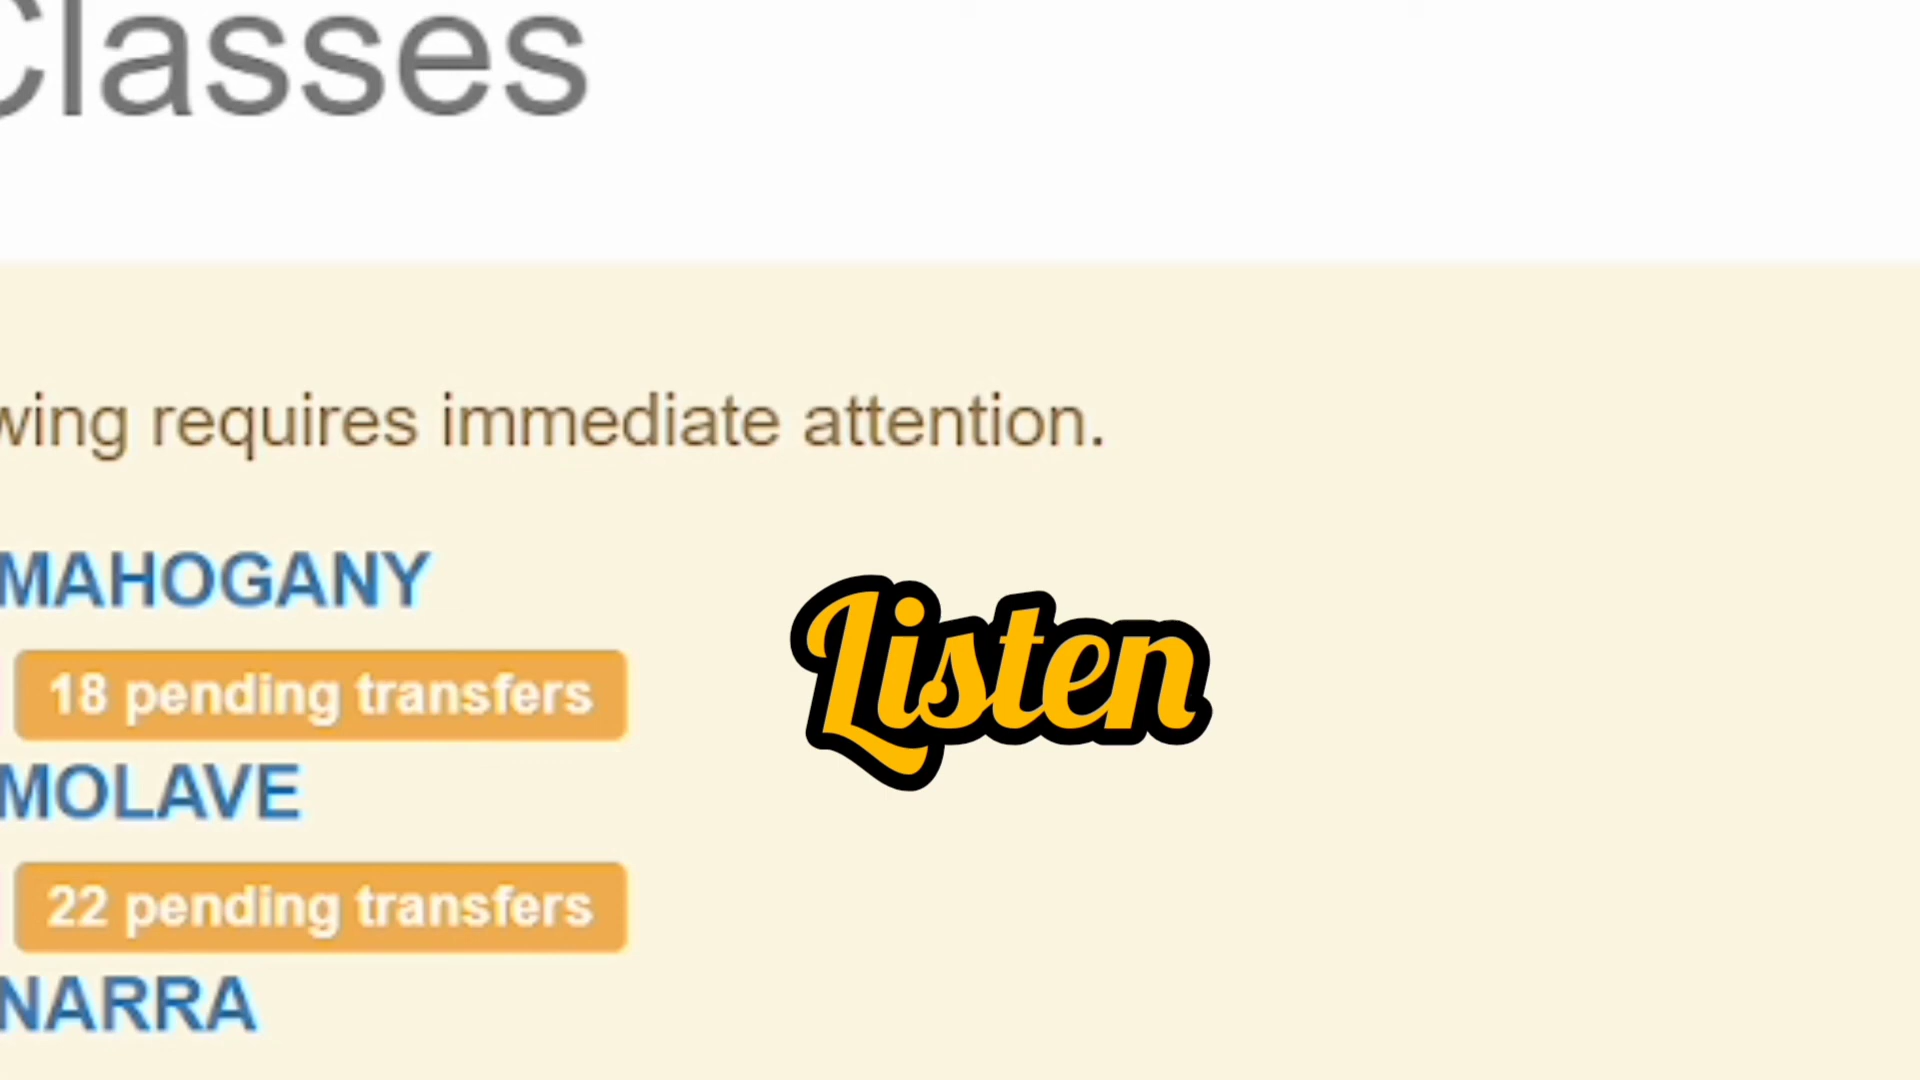 Classes
wing requires immediate attention.
MAHOGANY
18 pending transfers
Listen
MOLAVE
22 pending transfers
NARRA